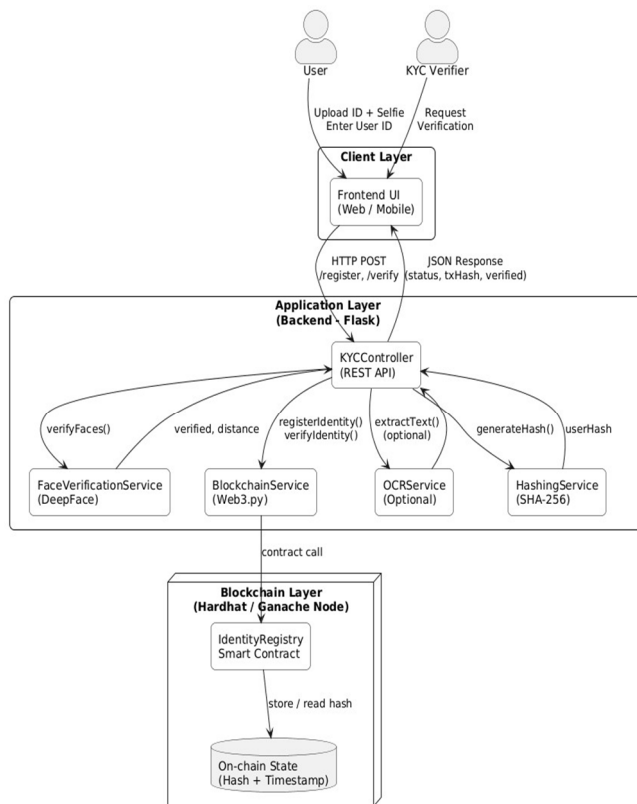 User
KYC Verifier
Upload ID + Selfie
Enter User ID
Request
Verification
Client Layer
Frontend UI
(Web / Mobile)
HTTP POST
/register, /verify
JSON Response
(status, txHash, verified)
Application Layer
(Backend - Flask)
KYCController
(REST API)
verifyFaces()
verified, distance
registerIdentity()
verifyIdentity()
extractText()
(optional)
generateHash()
userHash
FaceVerificationService
(DeepFace)
BlockchainService
(Web3.py)
OCRService
(Optional)
HashingService
(SHA-256)
contract call
Blockchain Layer
(Hardhat / Ganache Node)
IdentityRegistry
Smart Contract
store / read hash
On-chain State
(Hash + Timestamp)